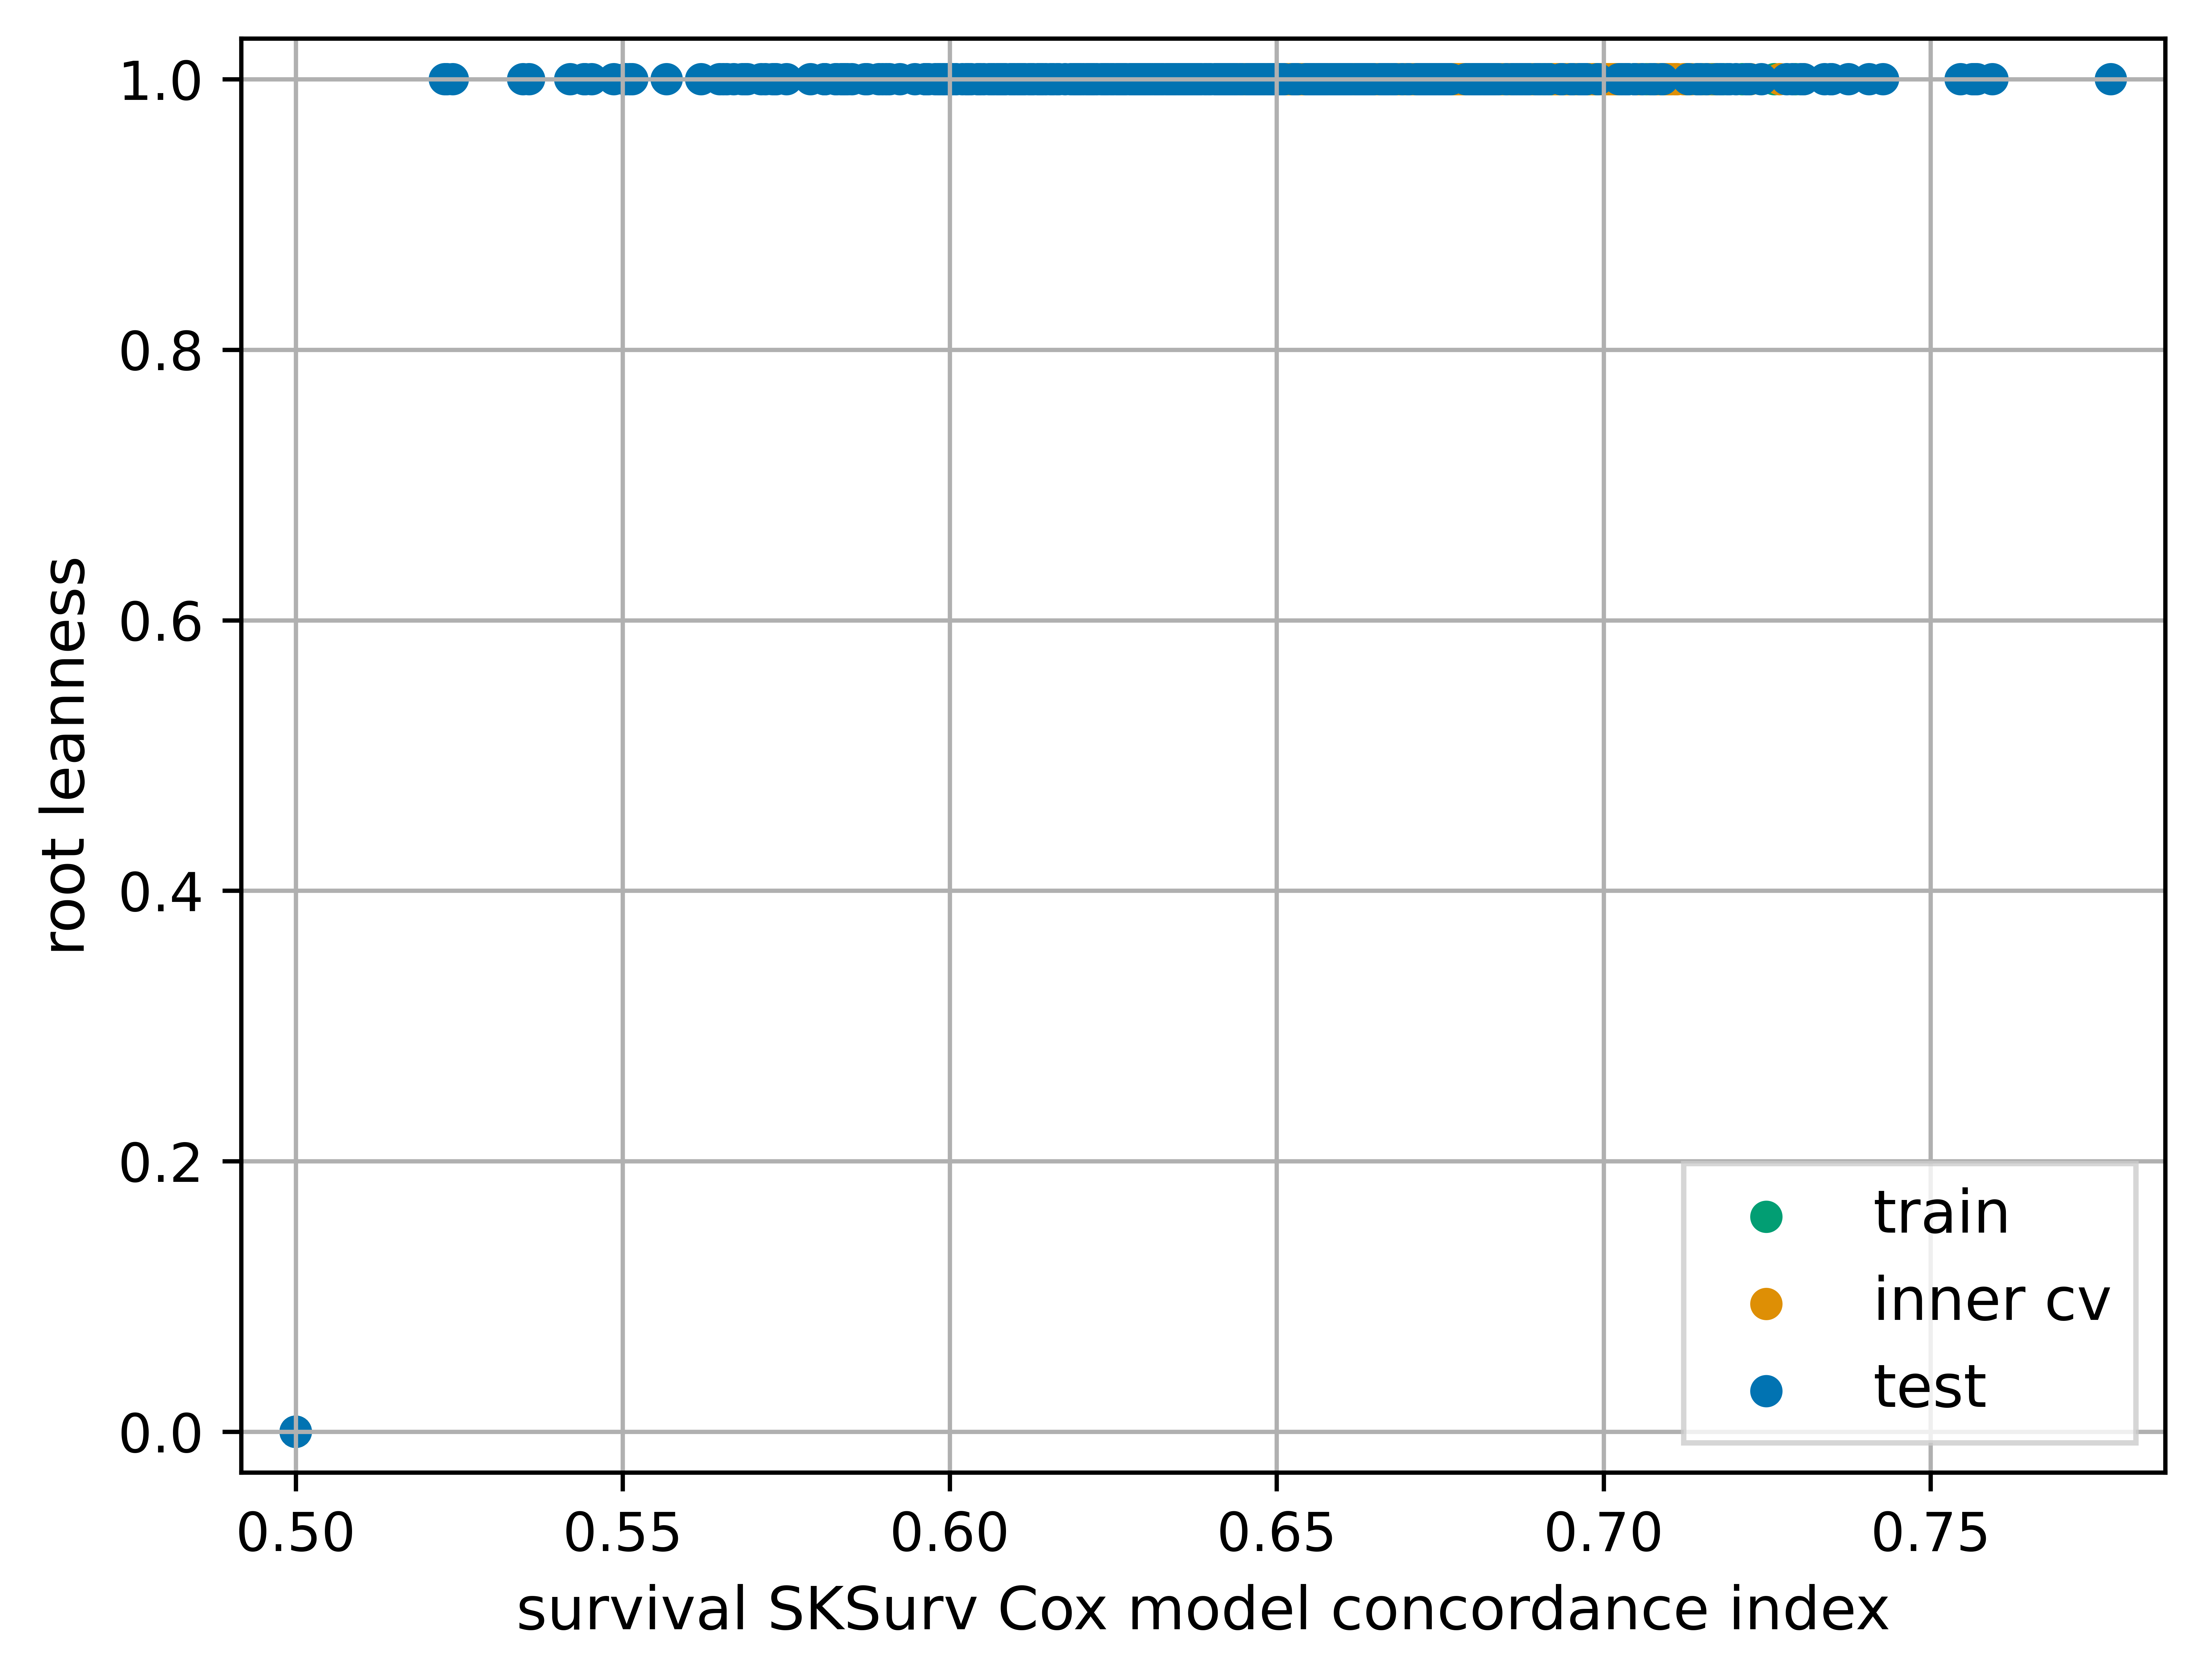 1.0
0.8
0.6
0.4
0.2
0.0
root leanness
train
inner cv
test
0.50 0.55 0.60 0.65 0.70 0.75
survival SKSurv Cox model concordance index